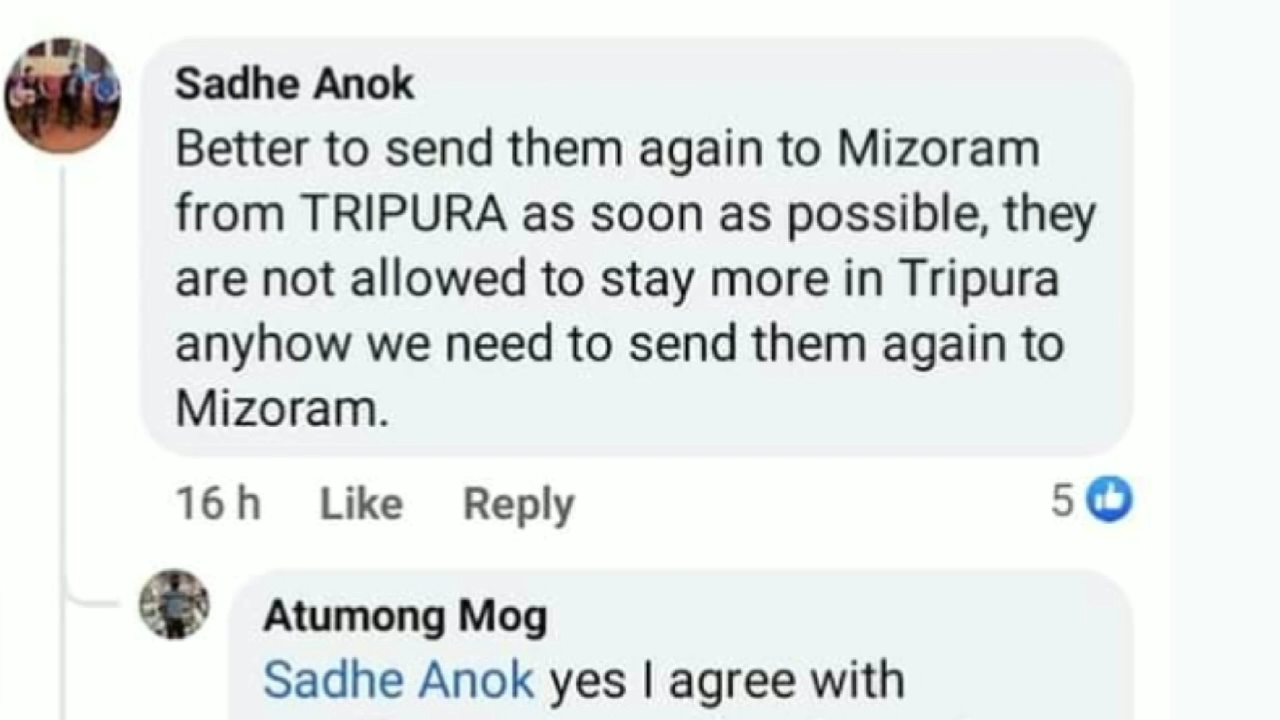 Sadhe Anok
Better to send them again to Mizoram
from TRIPURA as soon as possible, they
are not allowed to stay more in Tripura
anyhow we need to send them again to
Mizoram.
16 h Like Reply 5
Atumong Mog
Sadhe Anok yes I agree with